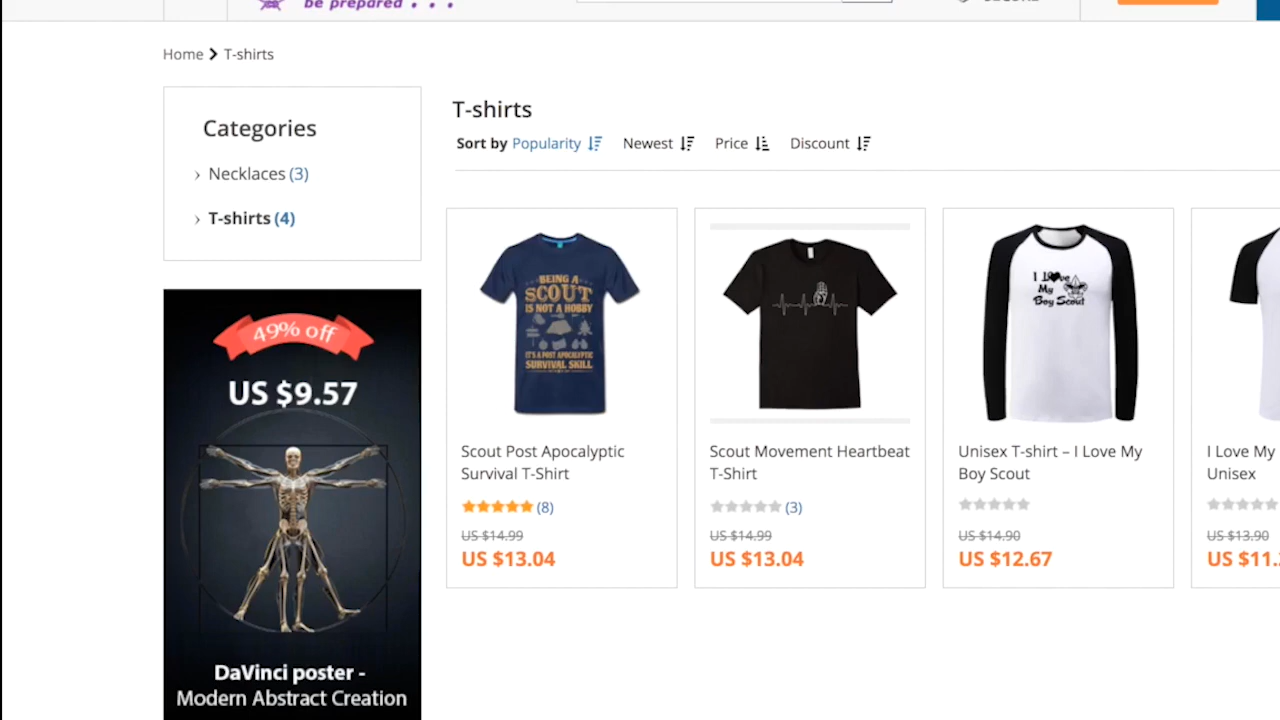 be prepared . . .
Home > T-shirts
Categories
› Necklaces (3)
› T-shirts (4)
49% off
US $9.57
DaVinci poster -
Modern Abstract Creation
T-shirts
Sort by Popularity Newest Price Discount
BEING A
SCOUT
IS NOT A HOBBY
IT'S A POST APOCALYPTIC
SURVIVAL SKILL
Scout Post Apocalyptic
Survival T-Shirt
(8)
US $14.99
US $13.04
Scout Movement Heartbeat
T-Shirt
(3)
US $14.99
US $13.04
I Love
My
Boy Scout
Unisex T-shirt – I Love My
Boy Scout
US $14.90
US $12.67
I Love My
Unisex
US $13.90
US $11.